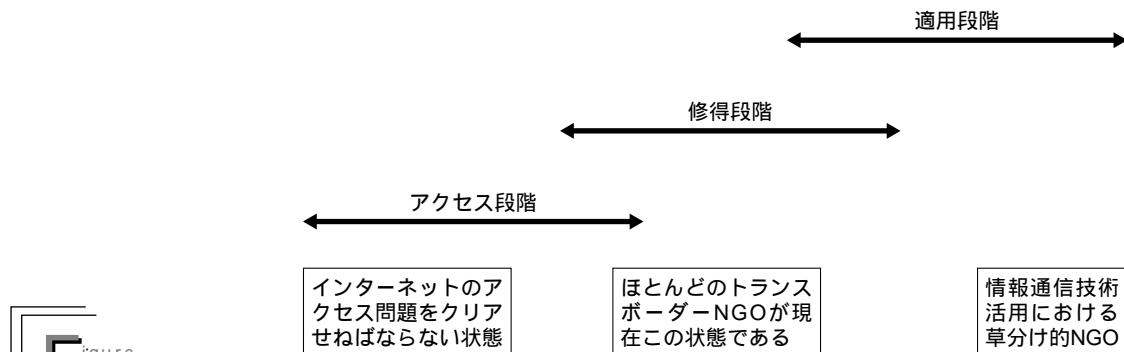 適用段階
修得段階
アクセス段階
インターネットのア
クセス問題をクリア
せねばならない状態
ほとんどのトランス
ボーダーNGOが現
在この状態である
情報通信技術
活用における
草分け的NGO